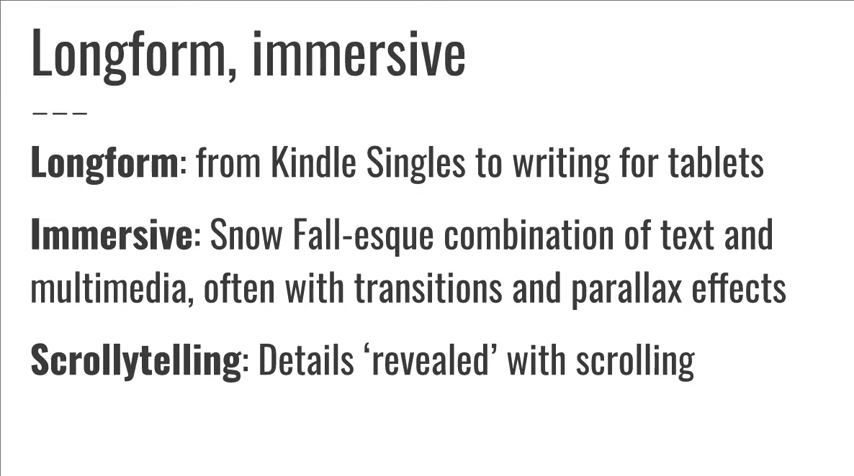 Longform, immersive
---
Longform: from Kindle Singles to writing for tablets
Immersive: Snow Fall-esque combination of text and
multimedia, often with transitions and parallax effects
Scrollytelling: Details ‘revealed’ with scrolling